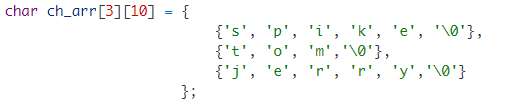 char ch_arr[3][10] = {
{'s', 'p', 'i', 'k', 'e', '\0'},
{'t', 'o', 'm','\0'},
{'j', 'e', 'r', 'r', 'y','\0'}
};